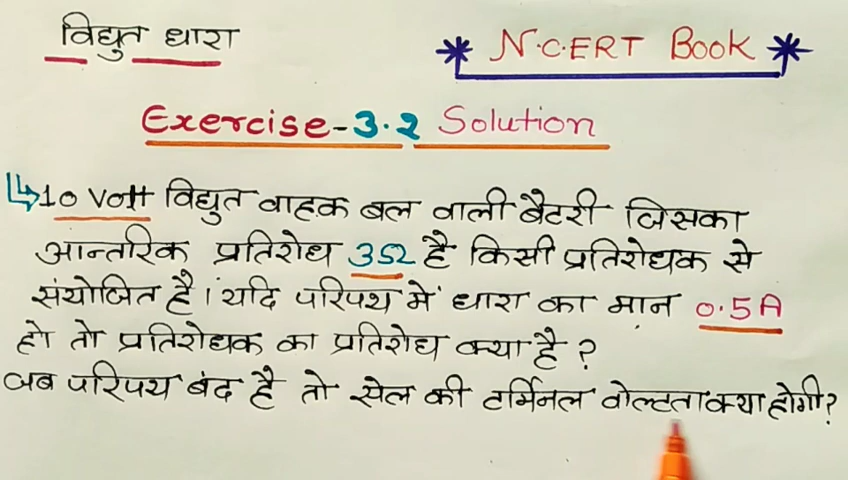 विद्युत धारा
N.C.ERT Book
Exercise-3.2 Solution
10 Volt विद्युत वाहक बल वाली बैटरी जिसका
आन्तरिक प्रतिरोध 3Ω है किसी प्रतिरोधक से
संयोजित है। यदि परिपथ में धारा का मान 0.5A
हो तो प्रतिरोधक का प्रतिरोध क्या है?
जब परिपथ बंद है तो सेल की टर्मिनल वोल्टता क्या होगी?